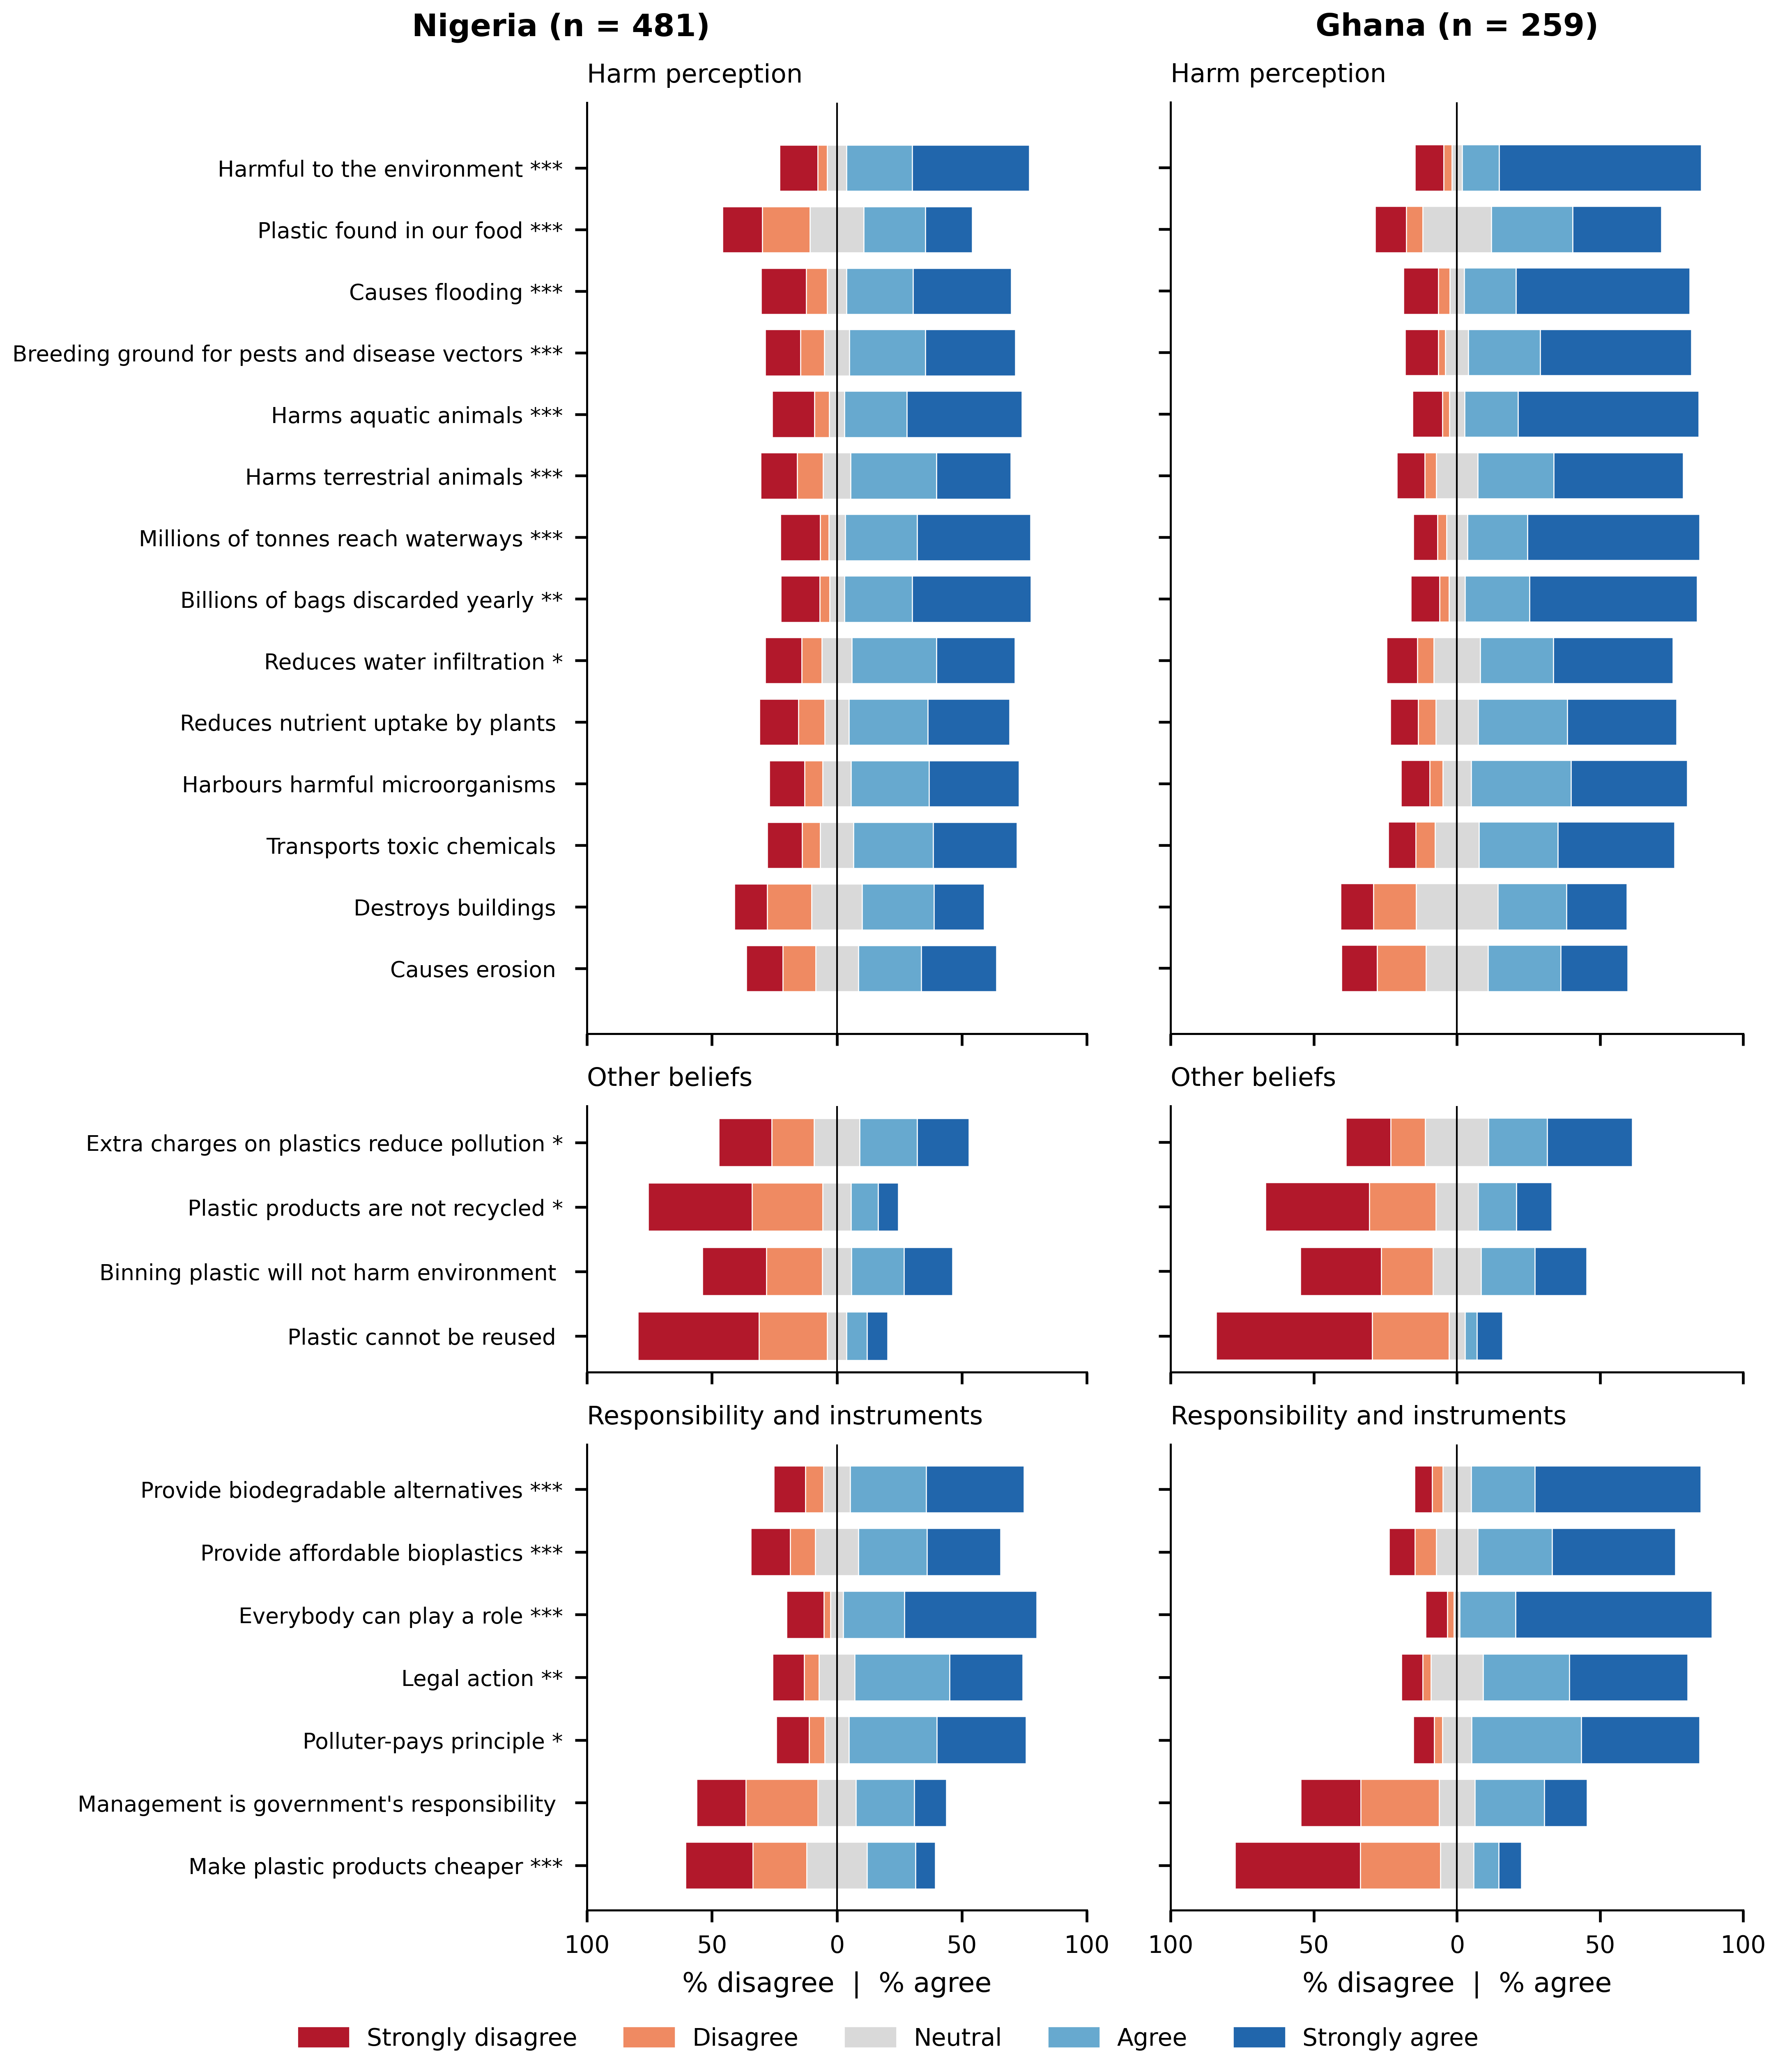 Nigeria (n = 481)
Ghana (n = 259)
Harm perception
Harm perception
Harmful to the environment ***
Plastic found in our food ***
Causes flooding ***
Breeding ground for pests and disease vectors ***
Harms aquatic animals ***
Harms terrestrial animals ***
Millions of tonnes reach waterways ***
Billions of bags discarded yearly **
Reduces water infiltration *
Reduces nutrient uptake by plants
Harbours harmful microorganisms
Transports toxic chemicals
Destroys buildings
Causes erosion
Other beliefs
Other beliefs
Extra charges on plastics reduce pollution *
Plastic products are not recycled *
Binning plastic will not harm environment
Plastic cannot be reused
Responsibility and instruments
Responsibility and instruments
Provide biodegradable alternatives ***
Provide affordable bioplastics ***
Everybody can play a role ***
Legal action **
Polluter-pays principle *
Management is government's responsibility
Make plastic products cheaper ***
100 50 0 50 100
100 50 0 50 100
% disagree | % agree
% disagree | % agree
Strongly disagree Disagree Neutral Agree Strongly agree